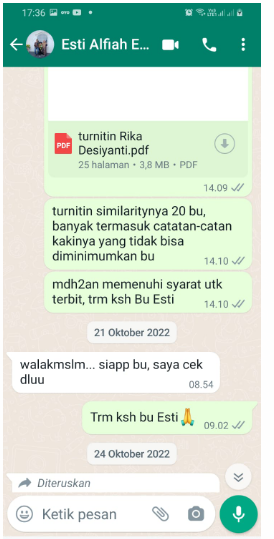 17:36
Esti Alfiah E...
PDF
turnitin Rika
Desiyanti.pdf
25 halaman • 3,8 MB • PDF
14.09
turnitin similaritynya 20 bu,
banyak termasuk catatan-catan
kakinya yang tidak bisa
diminimumkan bu
14.10
mdh2an memenuhi syarat utk
terbit, trm ksh Bu Esti
14.10
21 Oktober 2022
walakmslm... siapp bu, saya cek
dluu
08.54
Trm ksh bu Esti🙏
09.02
24 Oktober 2022
Diteruskan
Ketik pesan